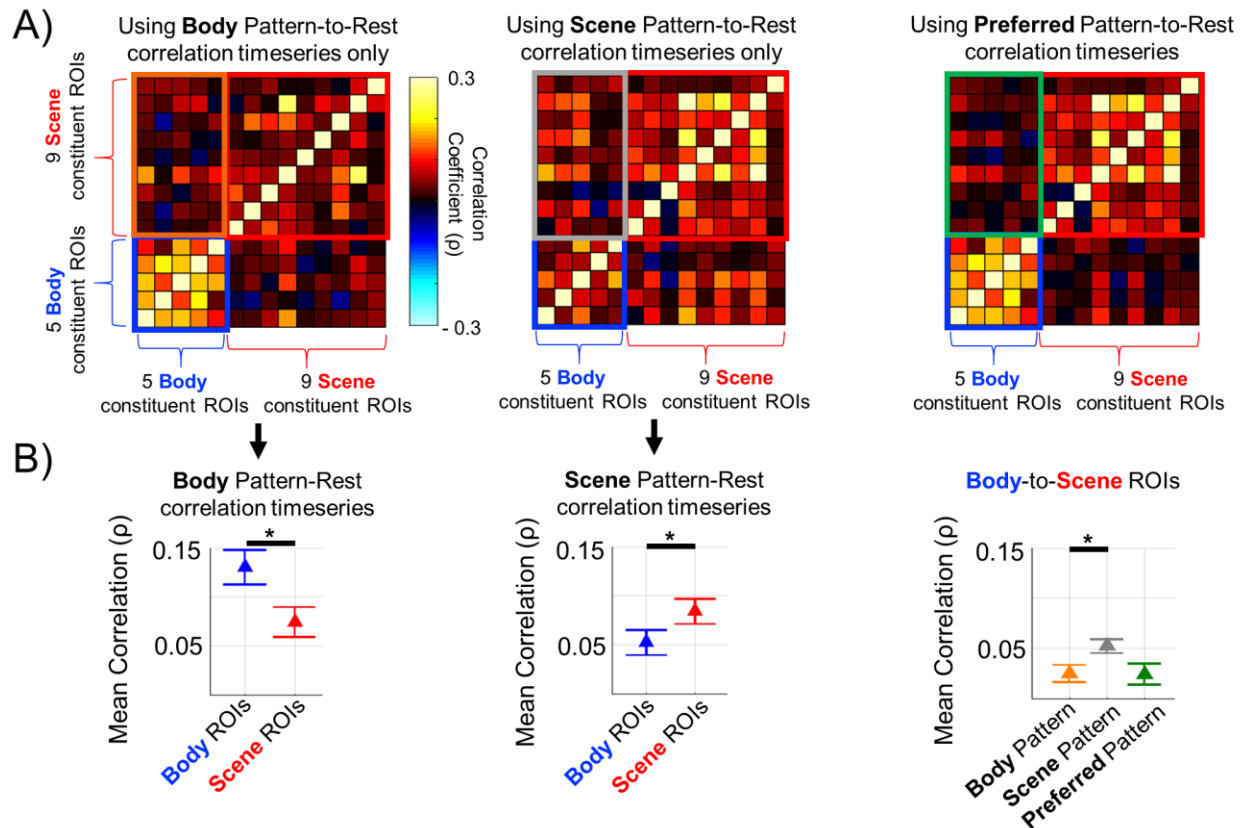 A)
Using Body Pattern-to-Rest
correlation timeseries only
Using Scene Pattern-to-Rest
correlation timeseries only
Using Preferred Pattern-to-Rest
correlation timeseries
9 Scene
constituent ROIs
5 Body
constituent ROIs
0.3
Correlation
Coefficient (ρ)
- 0.3
5 Body
constituent ROIs
9 Scene
constituent ROIs
5 Body
constituent ROIs
9 Scene
constituent ROIs
5 Body
constituent ROIs
9 Scene
constituent ROIs
B)
Body Pattern-Rest
correlation timeseries
Mean Correlation (ρ)
0.15
0.05
*
Body ROIs
Scene ROIs
Scene Pattern-Rest
correlation timeseries
Mean Correlation (ρ)
0.15
0.05
*
Body ROIs
Scene ROIs
Body-to-Scene ROIs
Mean Correlation (ρ)
0.15
0.05
*
Body Pattern
Scene Pattern
Preferred Pattern